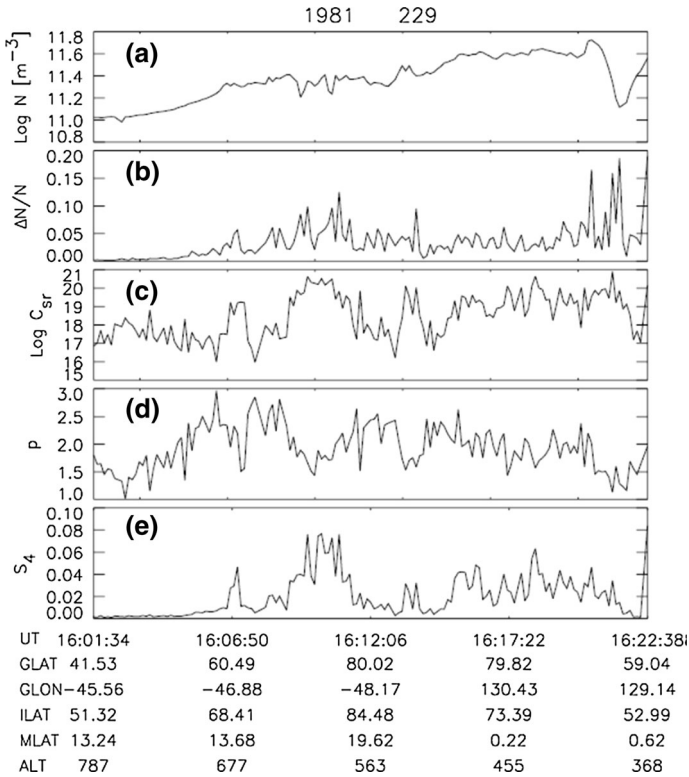 1981 229
(a)
Log N [m⁻³]
11.8
11.6
11.4
11.2
11.0
10.8
(b)
ΔN/N
0.20
0.15
0.10
0.05
0.00
(c)
Log Csr
21
20
19
18
17
16
15
(d)
p
3.0
2.5
2.0
1.5
1.0
(e)
S4
0.10
0.08
0.06
0.04
0.02
0.00
UT 16:01:34 16:06:50 16:12:06 16:17:22 16:22:388
GLAT 41.53 60.49 80.02 79.82 59.04
GLON −45.56 −46.88 −48.17 130.43 129.14
ILAT 51.32 68.41 84.48 73.39 52.99
MLAT 13.24 13.68 19.62 0.22 0.62
ALT 787 677 563 455 368